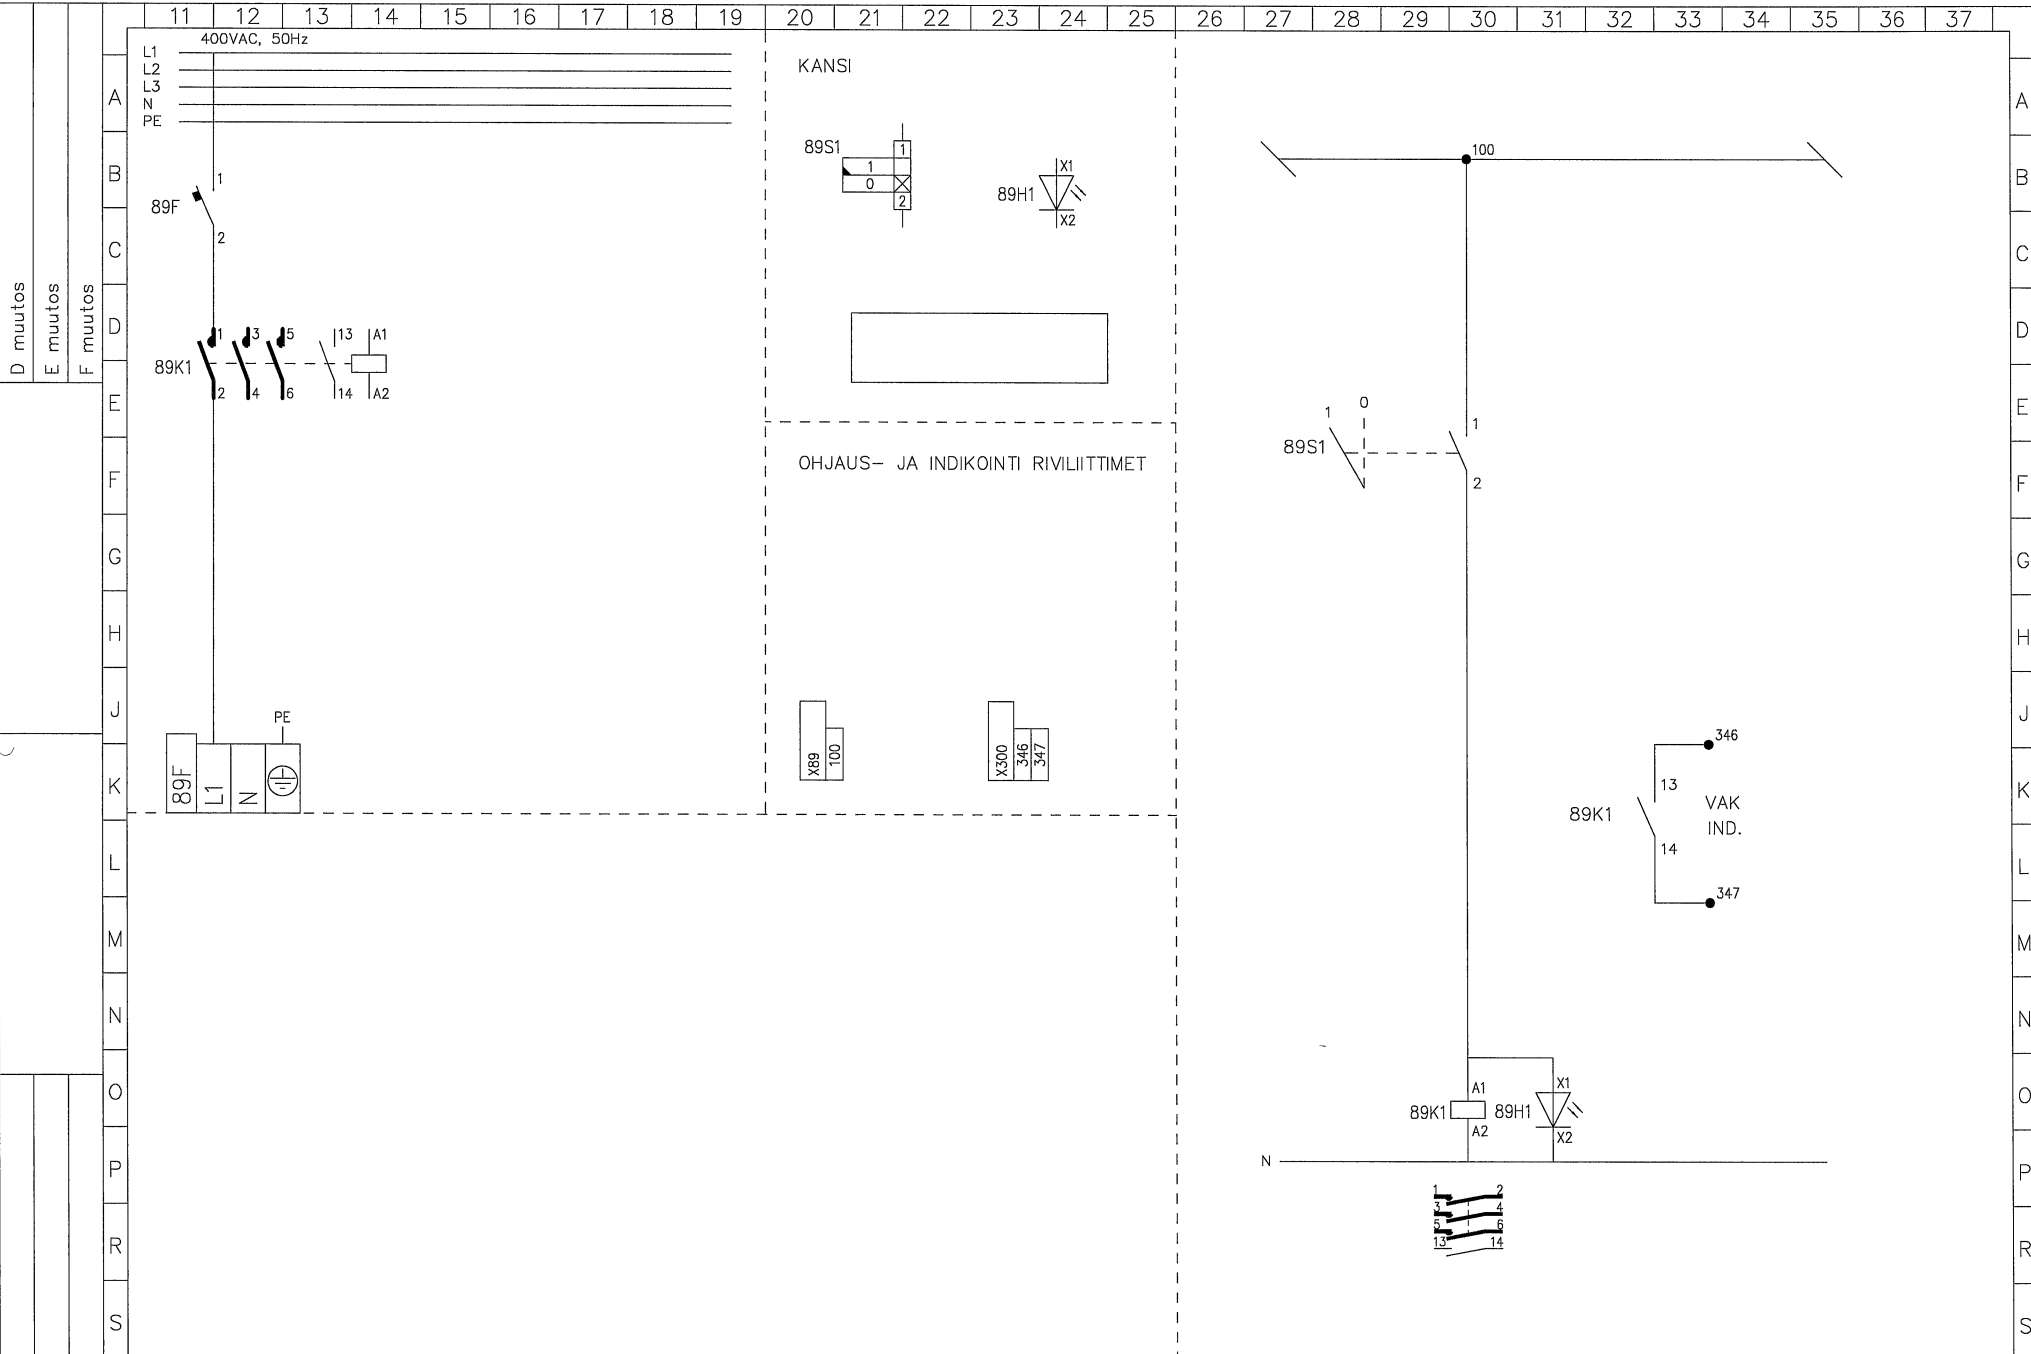 11 12 13 14 15 16 17 18 19 20 21 22 23 24 25 26 27 28 29 30 31 32 33 34 35 36 37
D muutos
E muutos
F muutos
A
B
C
D
E
F
G
H
J
K
L
M
N
O
P
R
S
400VAC, 50Hz
L1
L2
L3
N
PE
89F
1
2
89K1
1
3
5
13
A1
2
4
6
14
A2
PE
89F
L1
N
KANSI
89S1
1
1
0
2
89H1
X1
X2
OHJAUS- JA INDIKOINTI RIVILIITTIMET
X89
100
X300
346
347
100
89S1
1
0
1
2
346
13
89K1
VAK
IND.
14
347
89K1
A1
A2
89H1
X1
X2
N
1 2
3 4
5 6
13 14
A
B
C
D
E
F
G
H
J
K
L
M
N
O
P
R
S